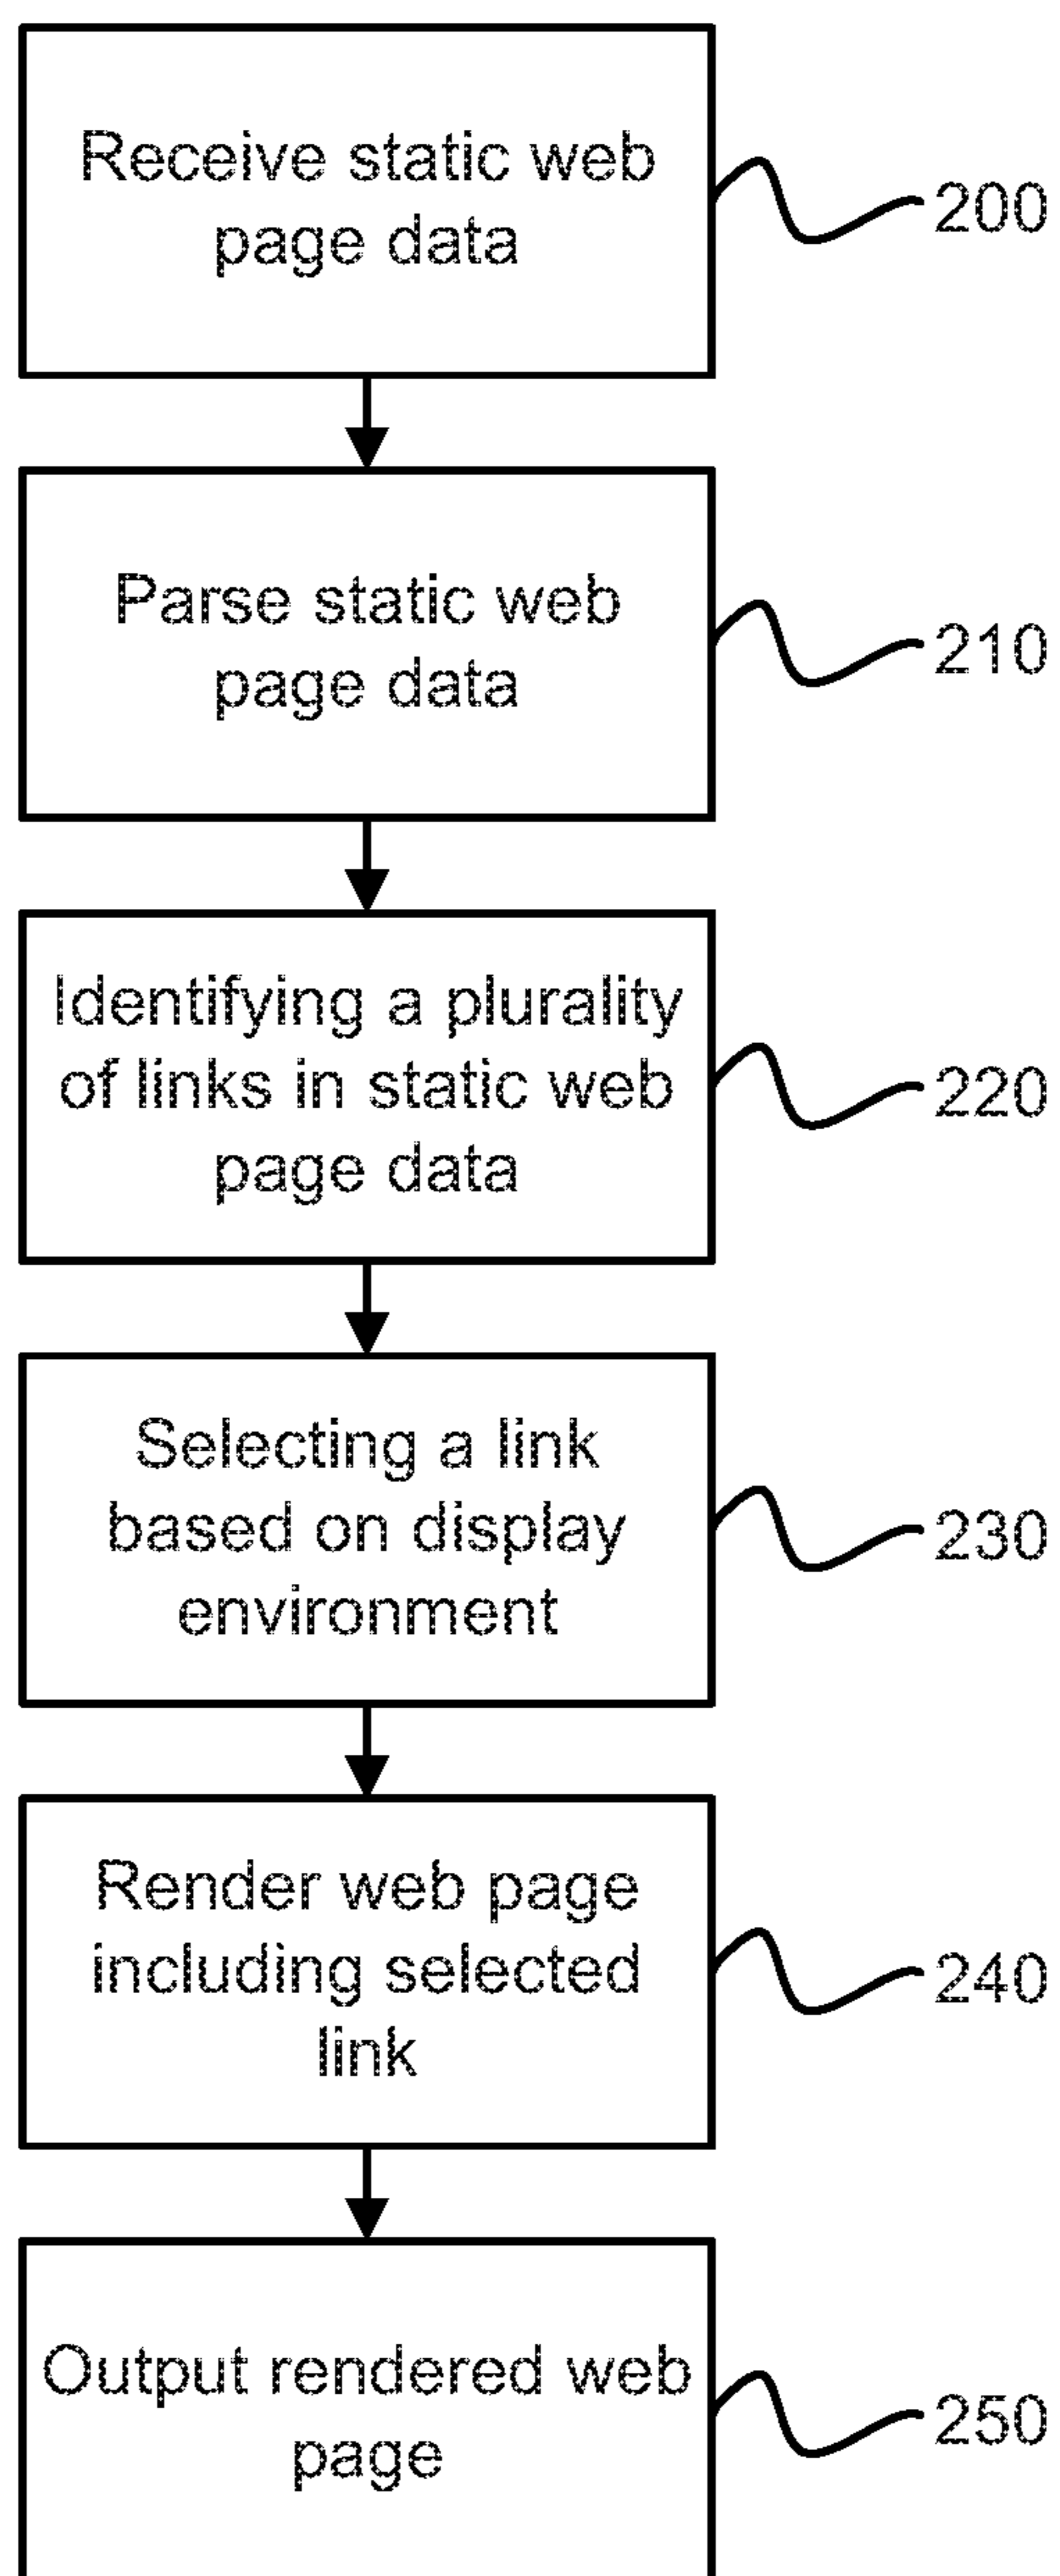 Receive static web
page data
200
Parse static web
page data
210
Identifying a plurality
of links in static web
page data
220
Selecting a link
based on display
environment
230
Render web page
including selected
link
240
Output rendered web
page
250